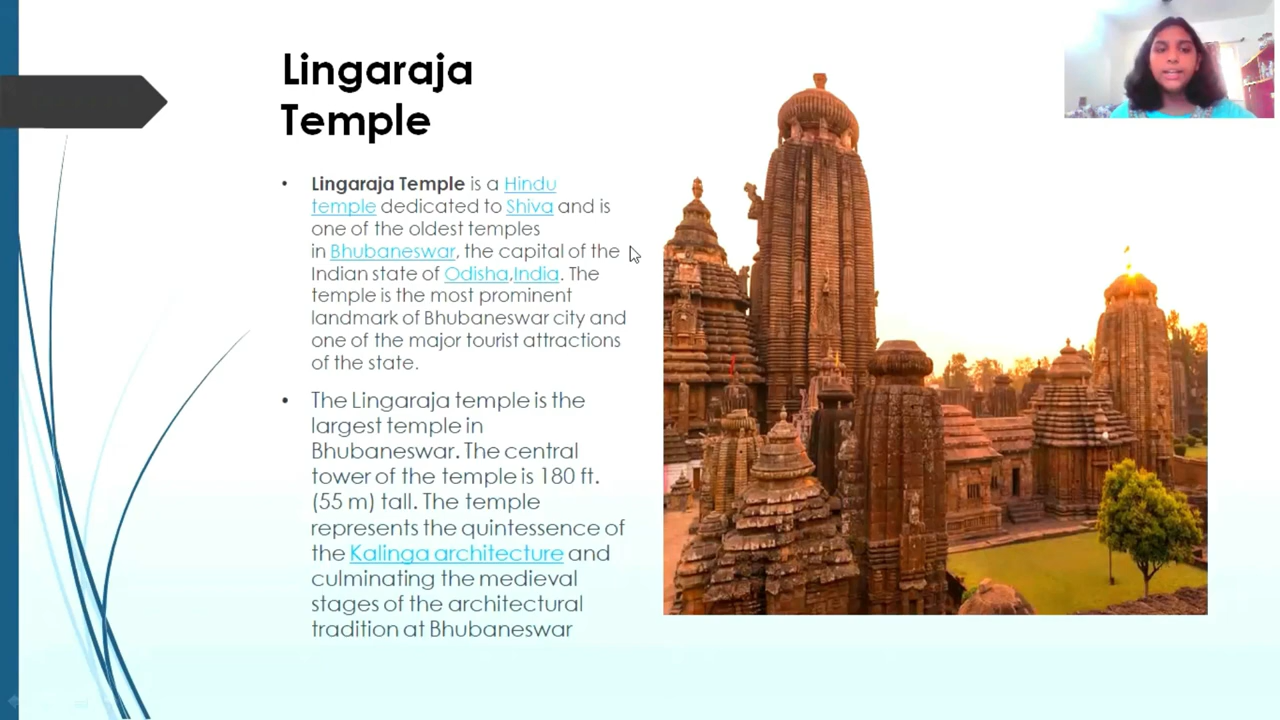 Lingaraja
Temple
• Lingaraja Temple is a Hindu
temple dedicated to Shiva and is
one of the oldest temples
in Bhubaneswar, the capital of the
Indian state of Odisha,India. The
temple is the most prominent
landmark of Bhubaneswar city and
one of the major tourist attractions
of the state.
• The Lingaraja temple is the
largest temple in
Bhubaneswar. The central
tower of the temple is 180 ft.
(55 m) tall. The temple
represents the quintessence of
the Kalinga architecture and
culminating the medieval
stages of the architectural
tradition at Bhubaneswar